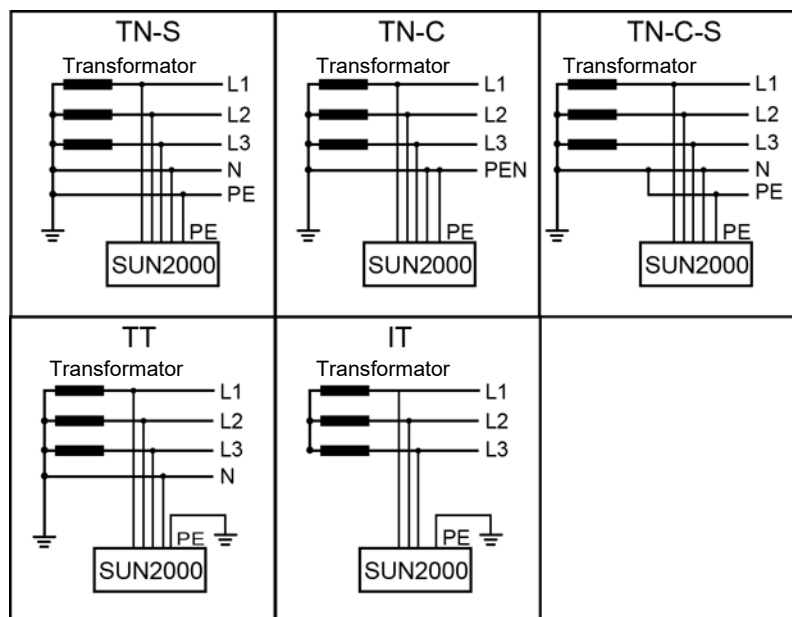 TN-S
Transformator
L1
L2
L3
N
PE
PE
SUN2000
TN-C
Transformator
L1
L2
L3
PEN
PE
SUN2000
TN-C-S
Transformator
L1
L2
L3
N
PE
PE
SUN2000
TT
Transformator
L1
L2
L3
N
PE
SUN2000
IT
Transformator
L1
L2
L3
PE
SUN2000